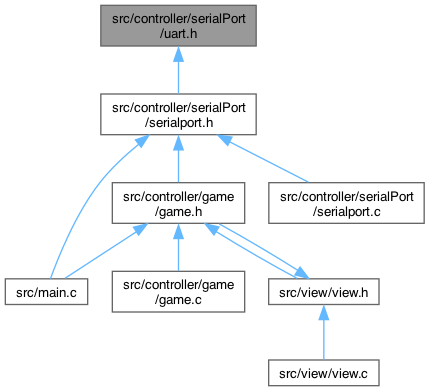 src/controller/serialPort
/uart.h
src/controller/serialPort
/serialport.h
src/controller/game
/game.h
src/controller/serialPort
/serialport.c
src/main.c
src/controller/game
/game.c
src/view/view.h
src/view/view.c